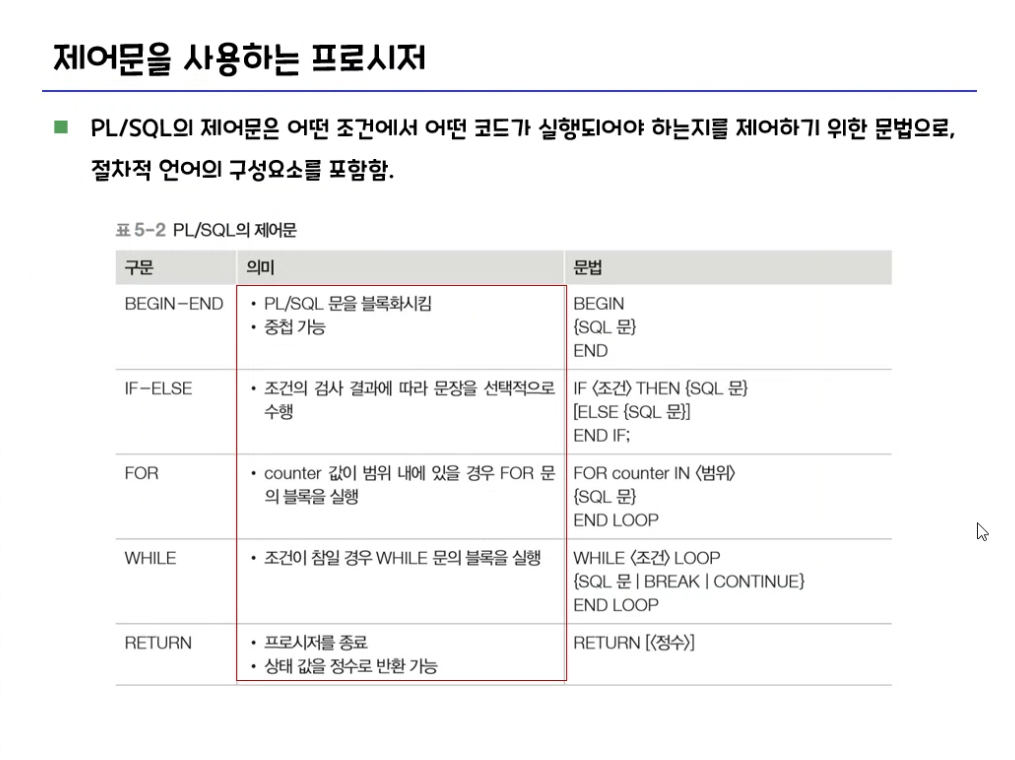 제어문을 사용하는 프로시저
PL/SQL의 제어문은 어떤 조건에서 어떤 코드가 실행되어야 하는지를 제어하기 위한 문법으로,
절차적 언어의 구성요소를 포함함.
표 5-2 PL/SQL의 제어문
구문 의미 문법
BEGIN-END
• PL/SQL 문을 블록화시킴
• 중첩 가능
BEGIN
{SQL 문}
END
IF-ELSE
• 조건의 검사 결과에 따라 문장을 선택적으로
수행
IF 〈조건〉 THEN {SQL 문}
[ELSE {SQL 문}]
END IF;
FOR
• counter 값이 범위 내에 있을 경우 FOR 문
의 블록을 실행
FOR counter IN 〈범위〉
{SQL 문}
END LOOP
WHILE
• 조건이 참일 경우 WHILE 문의 블록을 실행
WHILE 〈조건〉 LOOP
{SQL 문 | BREAK | CONTINUE}
END LOOP
RETURN
• 프로시저를 종료
• 상태 값을 정수로 반환 가능
RETURN [〈정수〉]